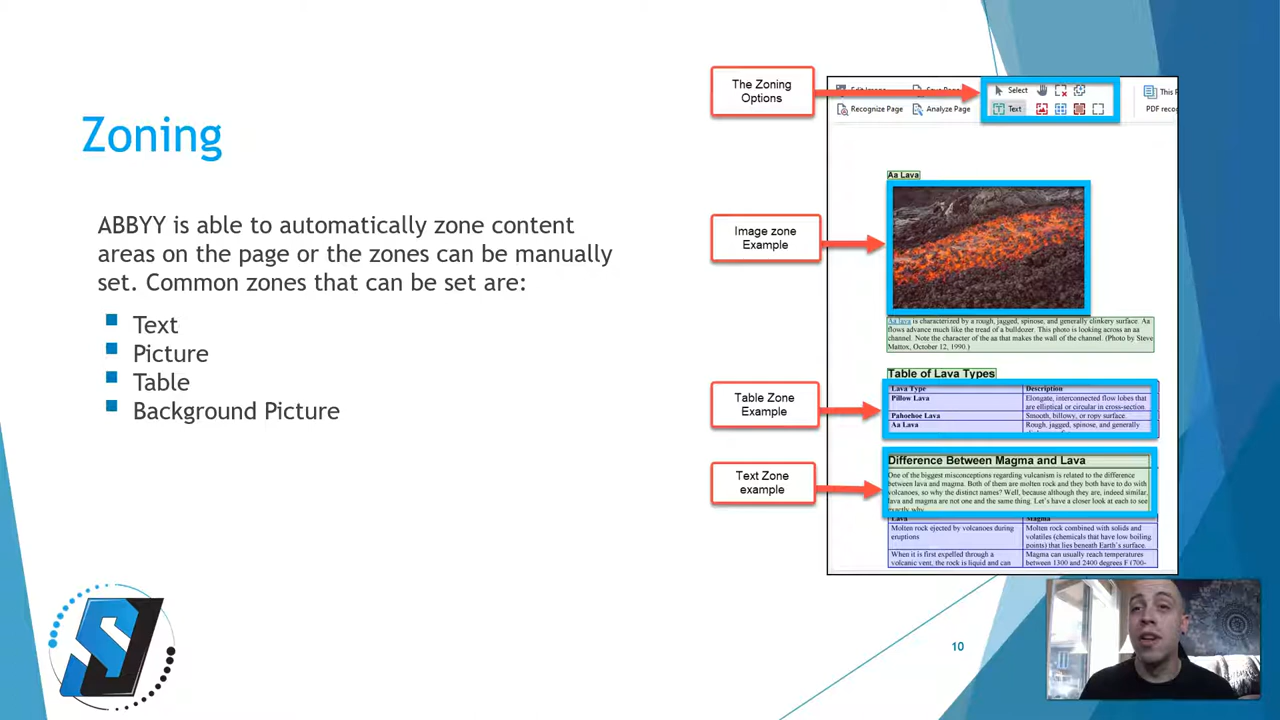 Zoning
ABBYY is able to automatically zone content
areas on the page or the zones can be manually
set. Common zones that can be set are:
Text
Picture
Table
Background Picture
The Zoning
Options
Image zone
Example
Table Zone
Example
Text Zone
example
Select
This
Recognize Page
Analyze Page
Text
PDF
Aa Lava
Aa lava is characterized by a rough, jagged, spinose, and generally clinkery surface. Aa
flows advance much like the tread of a bulldozer. This photo is looking across an aa
channel. Note the character of the aa that makes the wall of the channel. (Photo by Steve
Mattox, October 12, 1990.)
Table of Lava Types
Lava Type Description
Pillow Lava Elongate, interconnected flow lobes that
are elliptical or circular in cross-section
Pahoehoe Lava Smooth, billowy, or ropy surface.
Aa Lava Rough, jagged, spinose, and generally
Difference Between Magma and Lava
One of the biggest misconceptions regarding vulcanism is related to the difference
between lava and magma. Both of them are molten rock and they both have to do with
volcanoes, so why the distinct names? Well, because although they are, indeed similar,
lava and magma are not one and the same thing. Let's have a closer look at each to see
exactly why.
Lava Magma
Molten rock ejected by volcanoes during Molten rock combined with solids and
eruptions volatiles (chemicals that have low boiling
points) that lies beneath Earth's surface.
When it is first expelled through a Magma can usually reach temperatures
volcanic vent, the rock is liquid and can between 1300 and 2400 degrees F (700-
10